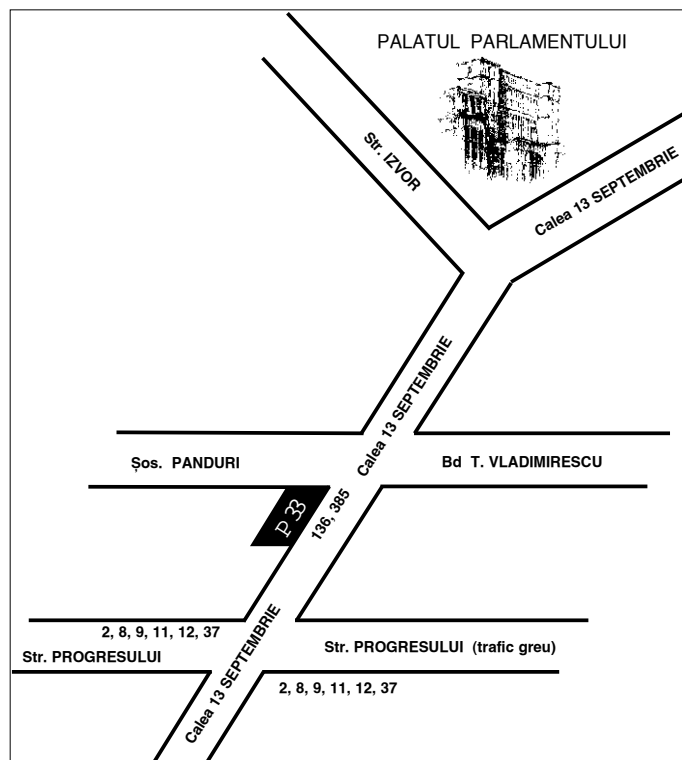 PALATUL PARLAMENTULUI
Str. IZVOR
Calea 13 SEPTEMBRIE
Calea 13 SEPTEMBRIE
Șos. PANDURI
Bd T. VLADIMIRESCU
P 33
136, 385
2, 8, 9, 11, 12, 37
Str. PROGRESULUI
Str. PROGRESULUI (trafic greu)
Calea 13 SEPTEMBRIE
2, 8, 9, 11, 12, 37